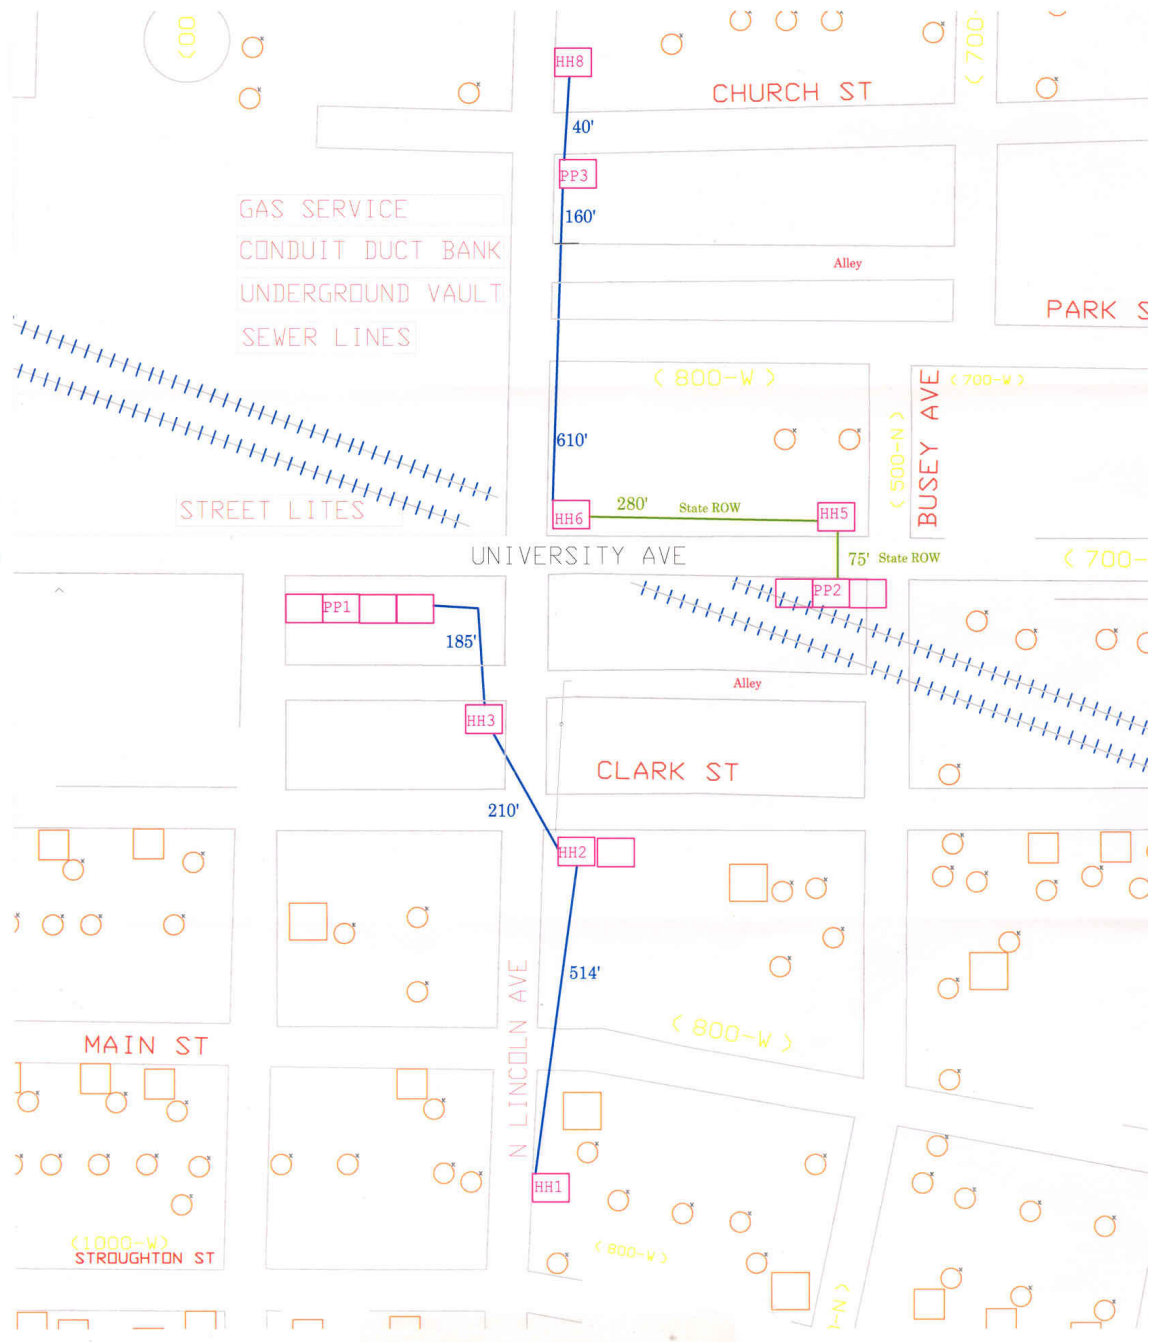 (00
(700-
HH8
CHURCH ST
40'
PP3
160'
GAS SERVICE
CONDUIT DUCT BANK
UNDERGROUND VAULT
SEWER LINES
Alley
PARK S
(800-W)
(700-W)
BUSEY AVE
(500-N)
610'
STREET LITES
HH6
280'
State ROW
HH5
UNIVERSITY AVE
75'
State ROW
(700-
PP1
PP2
185'
Alley
HH3
CLARK ST
210'
HH2
514'
N LINCOLN AVE
(800-W)
MAIN ST
HH1
(1000-W)
STROUGHTON ST
(800-W)
-N)